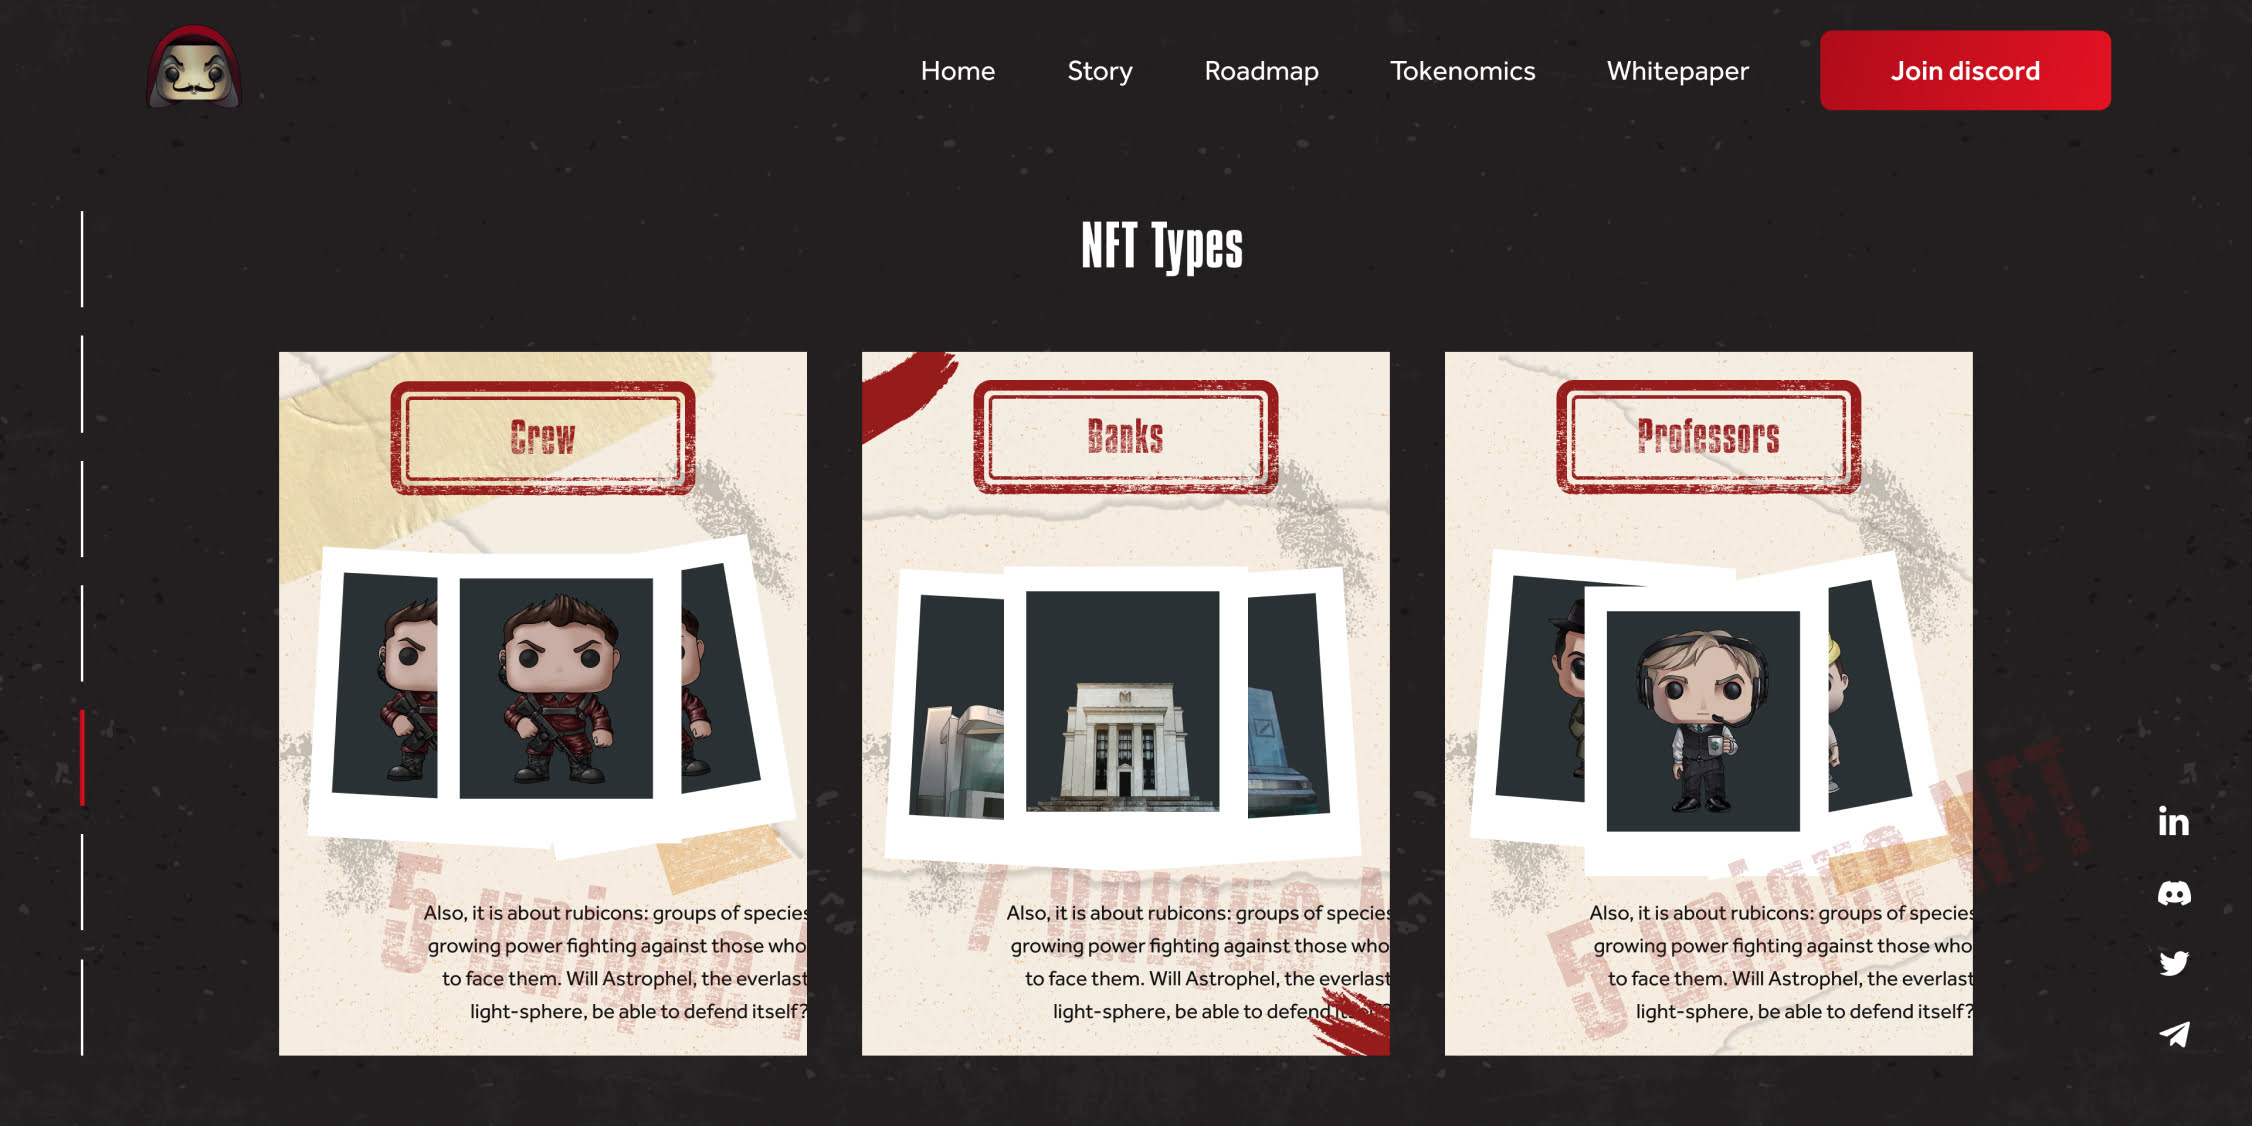 Home Story Roadmap Tokenomics Whitepaper Join discord
NFT Types
Crew
5 unique
Also, it is about rubicons: groups of species
growing power fighting against those who
to face them. Will Astrophel, the everlast
light-sphere, be able to defend itself?
Banks
7 unique N
Also, it is about rubicons: groups of species
growing power fighting against those who
to face them. Will Astrophel, the everlast
light-sphere, be able to defend itself?
Professors
5 unique NFT
Also, it is about rubicons: groups of species
growing power fighting against those who
to face them. Will Astrophel, the everlast
light-sphere, be able to defend itself?
in